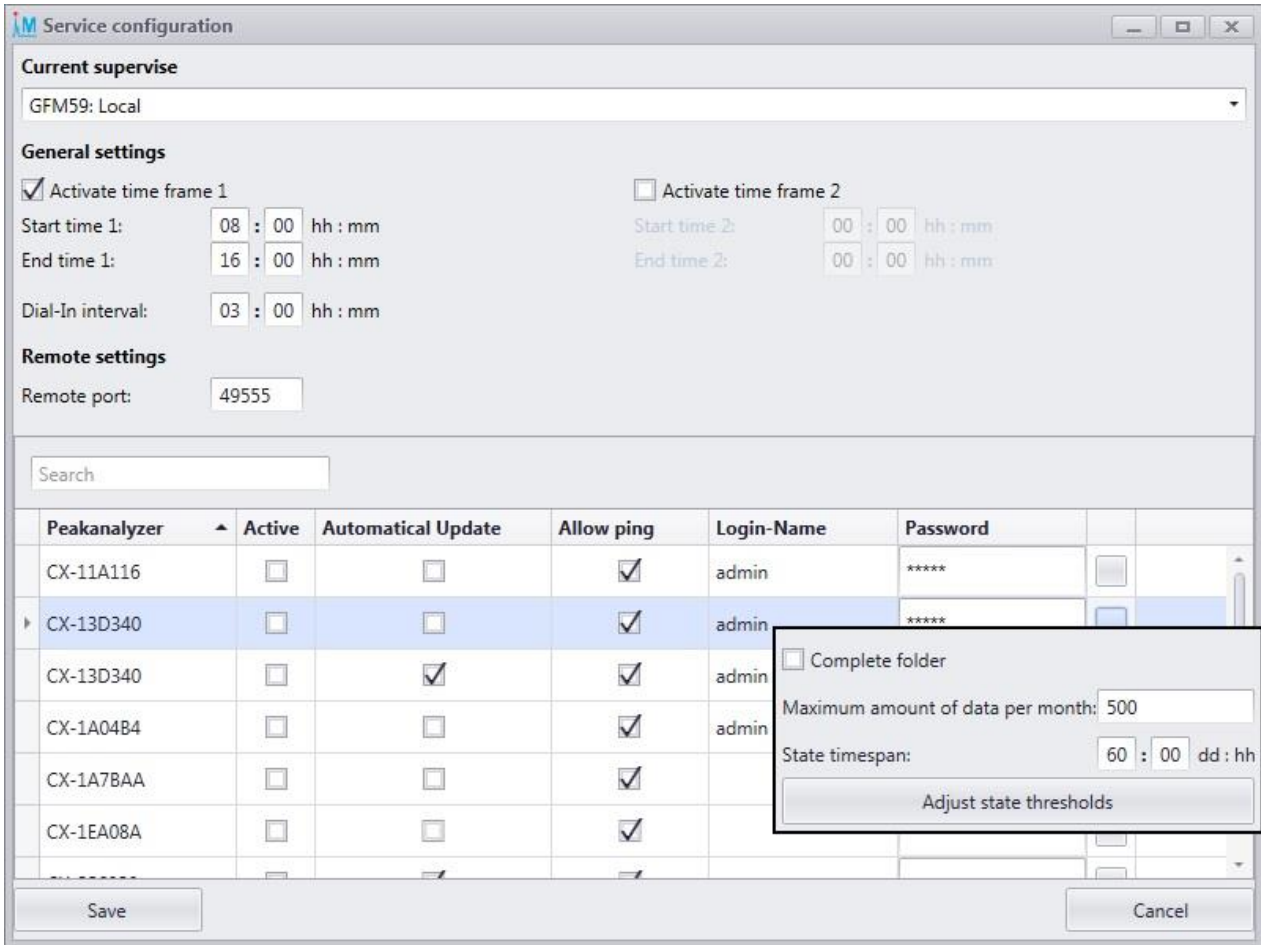 Service configuration
Current supervise
GFM59: Local
General settings
Activate time frame 1 Activate time frame 2
Start time 1: 08 : 00 hh : mm Start time 2: 00 : 00 hh : mm
End time 1: 16 : 00 hh : mm End time 2: 00 : 00 hh : mm
Dial-In interval: 03 : 00 hh : mm
Remote settings
Remote port: 49555
Search
Peakanalyzer Active Automatical Update Allow ping Login-Name Password
CX-11A116 admin *****
CX-13D340 admin *****
Complete folder
CX-13D340 admin
Maximum amount of data per month: 500
CX-1A04B4 admin
State timespan: 60 : 00 dd : hh
CX-1A7BAA
Adjust state thresholds
CX-1EA08A
Save Cancel